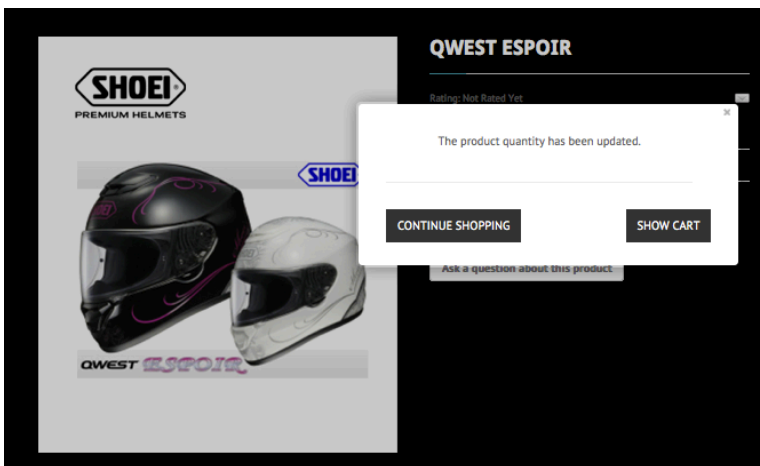 QWEST ESPOIR
SHOEI
PREMIUM HELMETS
Rating: Not Rated Yet
The product quantity has been updated.
SHOEI
CONTINUE SHOPPING
SHOW CART
Ask a question about this product
QWEST ESPOIR